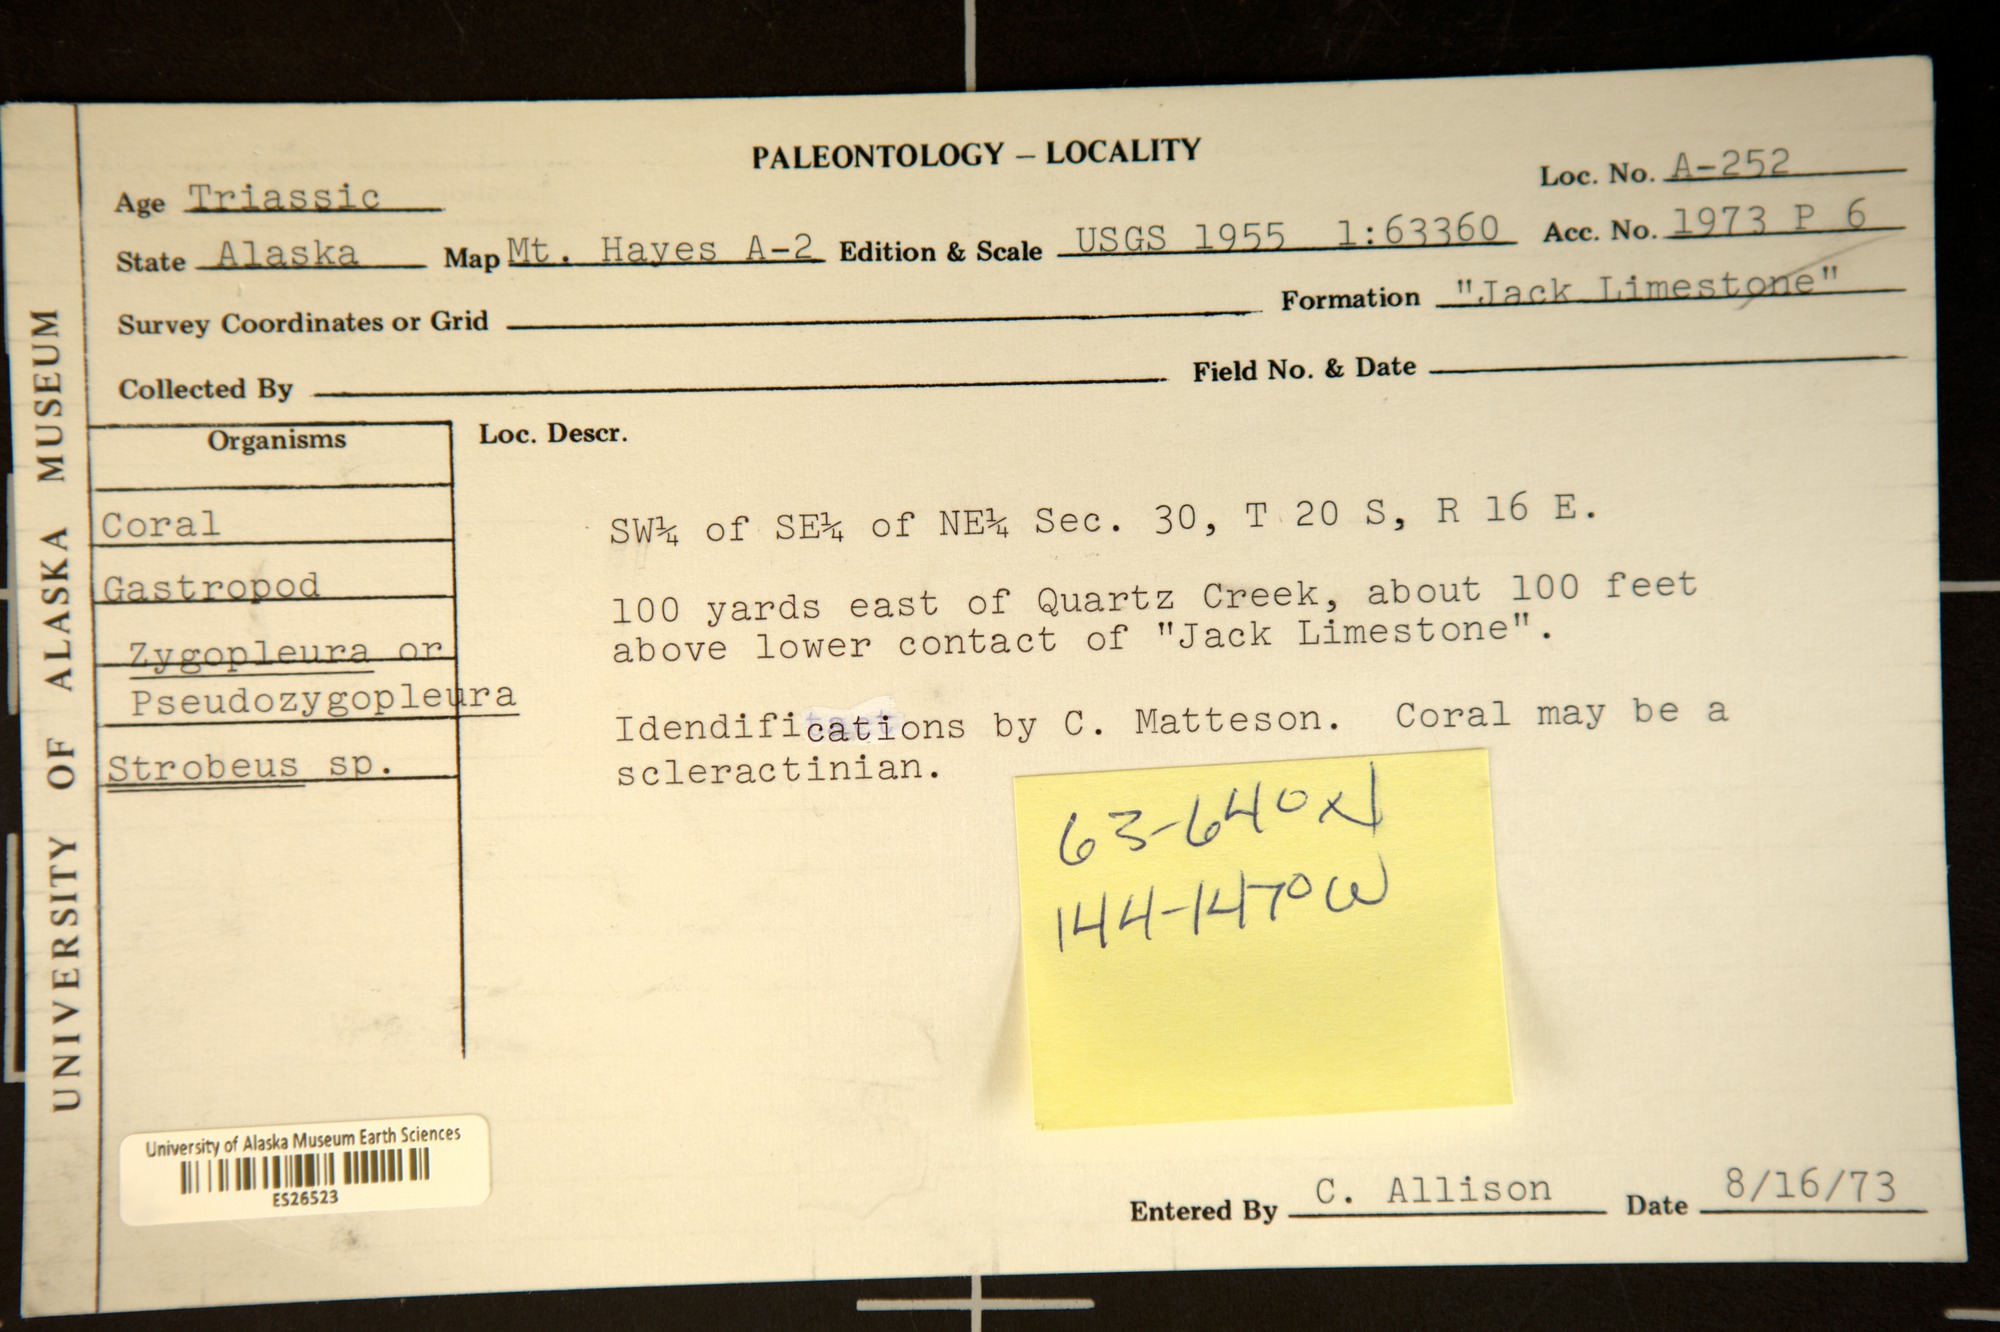 UNIVERSITY OF ALASKA MUSEUM
PALEONTOLOGY – LOCALITY
Loc. No. A-252
Age Triassic
State Alaska Map Mt. Hayes A-2 Edition & Scale USGS 1955 1:63360 Acc. No. 1973 P 6
Survey Coordinates or Grid Formation "Jack Limestone"
Collected By Field No. & Date
Organisms
Coral
Gastropod
Zygopleura or
Pseudozygopleura
Strobeus sp.
Loc. Descr.
SW¼ of SE¼ of NE¼ Sec. 30, T 20 S, R 16 E.
100 yards east of Quartz Creek, about 100 feet
above lower contact of "Jack Limestone".
Idendifications by C. Matteson. Coral may be a
scleractinian.
63-64°N
144-147°W
University of Alaska Museum Earth Sciences
ES26523
Entered By C. Allison Date 8/16/73